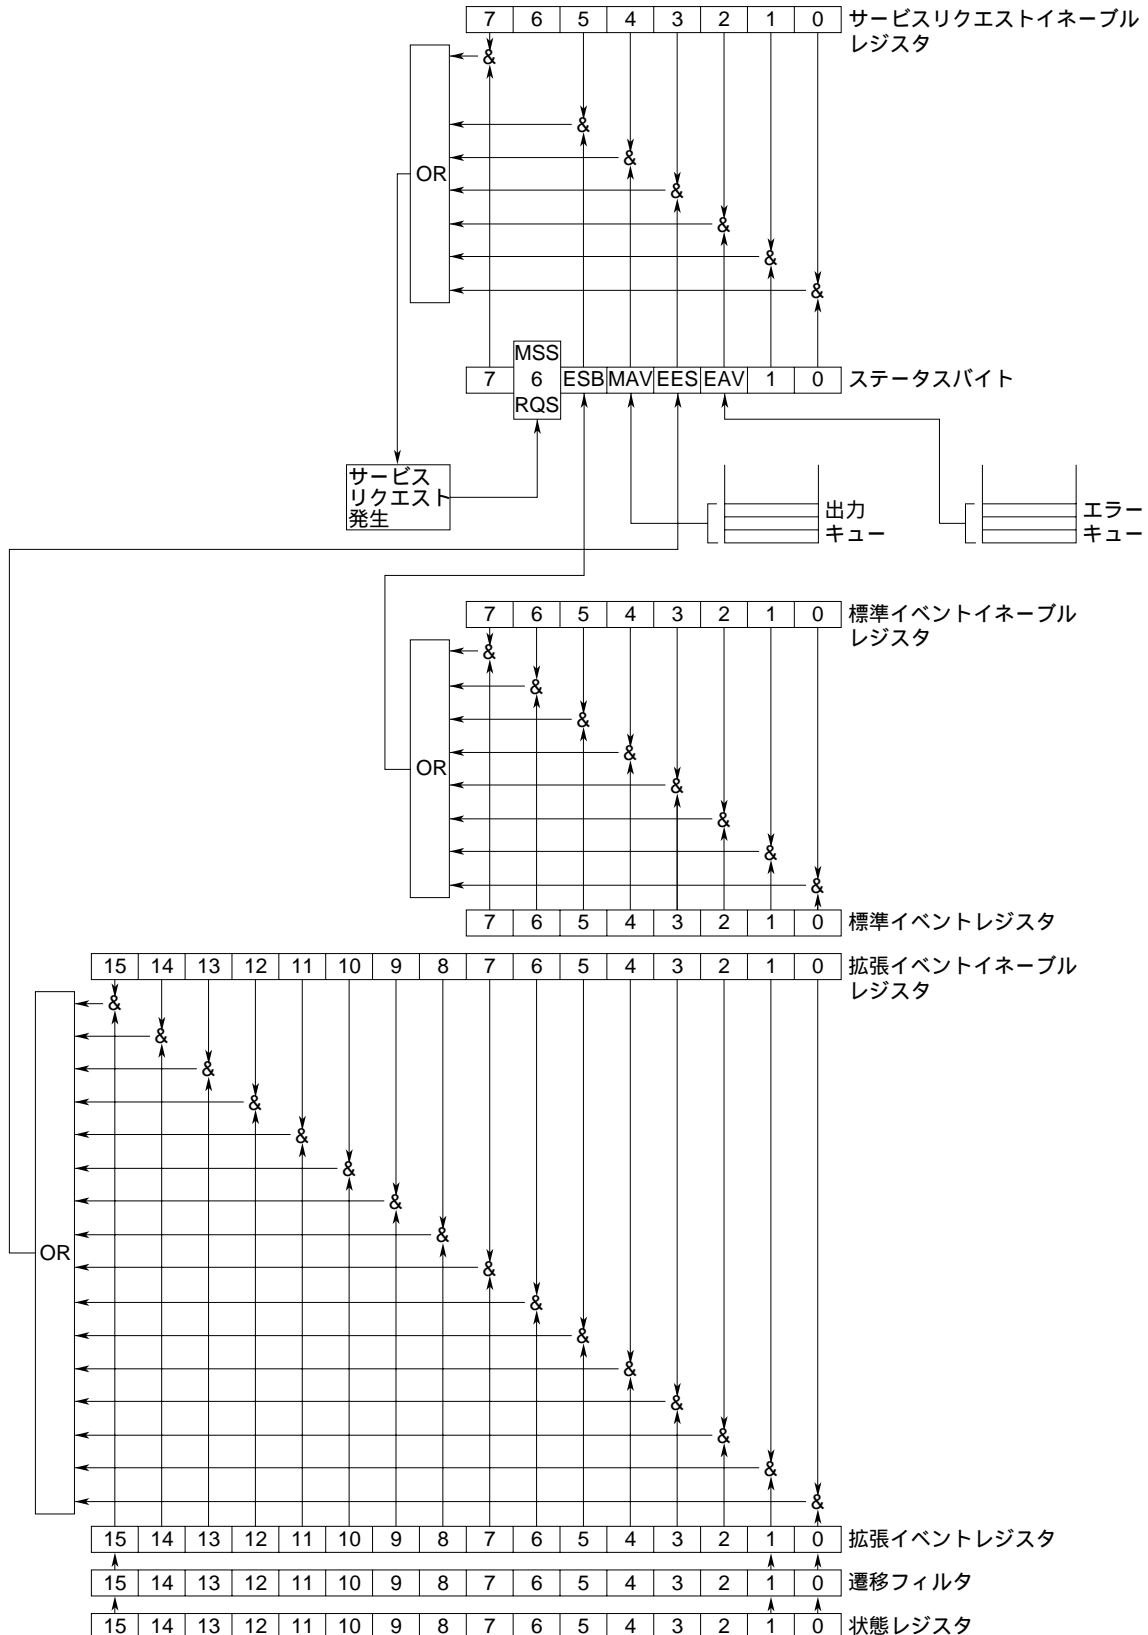 7 6 5 4 3 2 1 0 サービスリクエストイネーブル
レジスタ
&
&
&
OR
&
&
&
&
MSS
7 6 ESB MAV EES EAV 1 0 ステータスバイト
RQS
サービス
リクエスト
発生
出力
キュー
エラー
キュー
7 6 5 4 3 2 1 0 標準イベントイネーブル
レジスタ
&
&
&
&
OR
&
&
&
&
7 6 5 4 3 2 1 0 標準イベントレジスタ
15 14 13 12 11 10 9 8 7 6 5 4 3 2 1 0 拡張イベントイネーブル
レジスタ
&
&
&
&
&
&
&
&
OR
&
&
&
&
&
&
&
&
15 14 13 12 11 10 9 8 7 6 5 4 3 2 1 0 拡張イベントレジスタ
15 14 13 12 11 10 9 8 7 6 5 4 3 2 1 0 遷移フィルタ
15 14 13 12 11 10 9 8 7 6 5 4 3 2 1 0 状態レジスタ